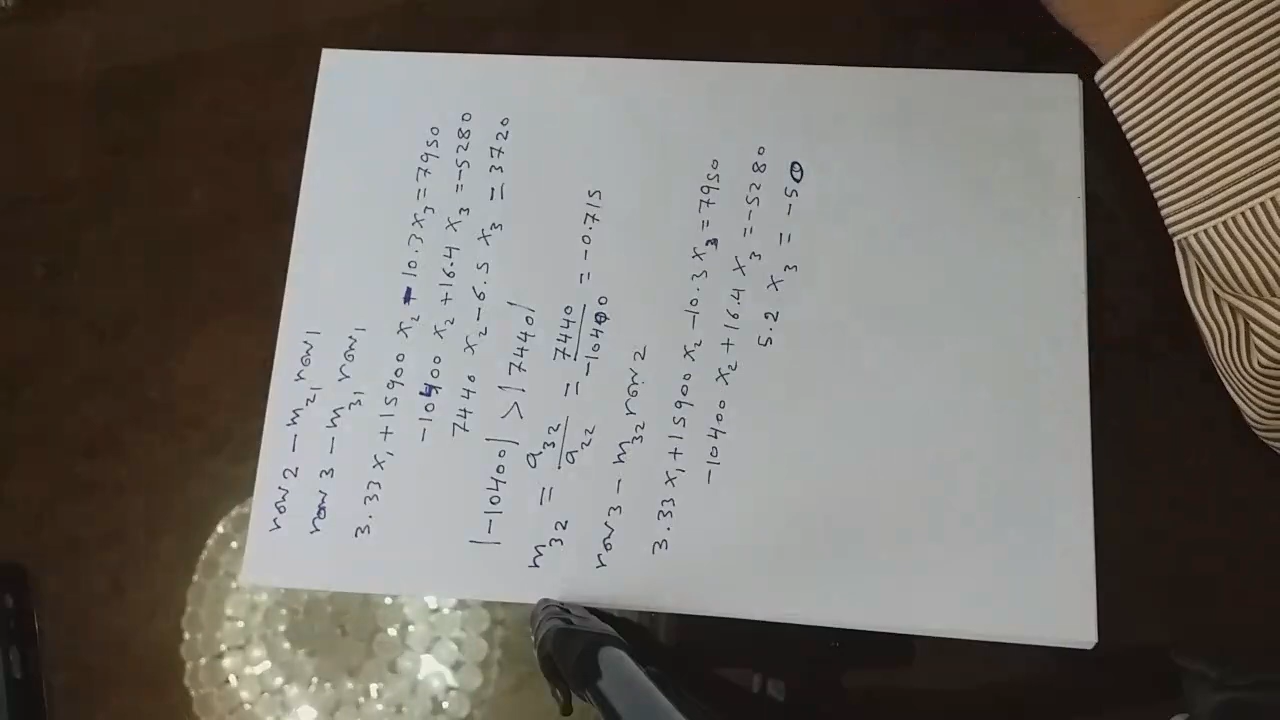 row 2 - m21 row 1
row 3 - m31 row 1
3.33 x1 + 15900 x2 - 10.3 x3 = 7950
-10400 x2 + 16.4 x3 = -5280
7440 x2 - 6.5 x3 = 3720
|-10400| > |7440|
m32 = a32/a22 = 7440/-10400 = -0.715
row 3 - m32 row 2
3.33 x1 + 15900 x2 - 10.3 x3 = 7950
-10400 x2 + 16.4 x3 = -5280
5.2 x3 = -50